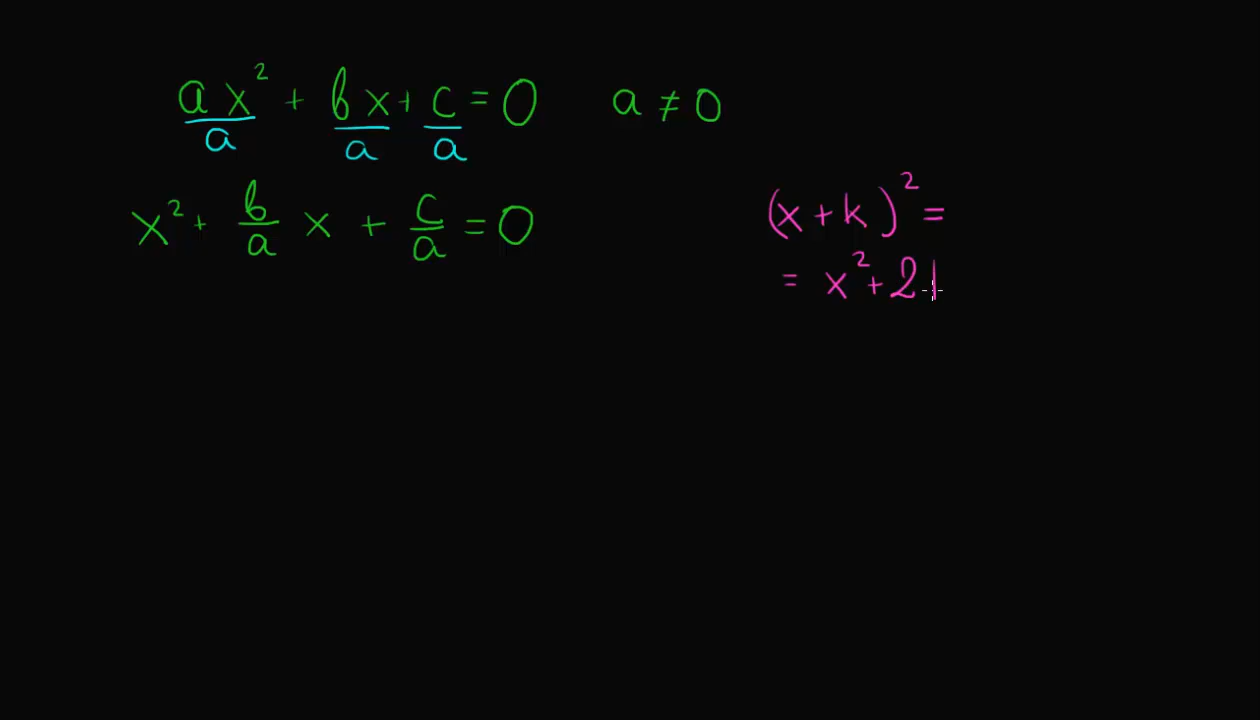 ax² + bx + c = 0 a ≠ 0
a a a
x² + b/a x + c/a = 0
(x + k)² =
= x² + 2